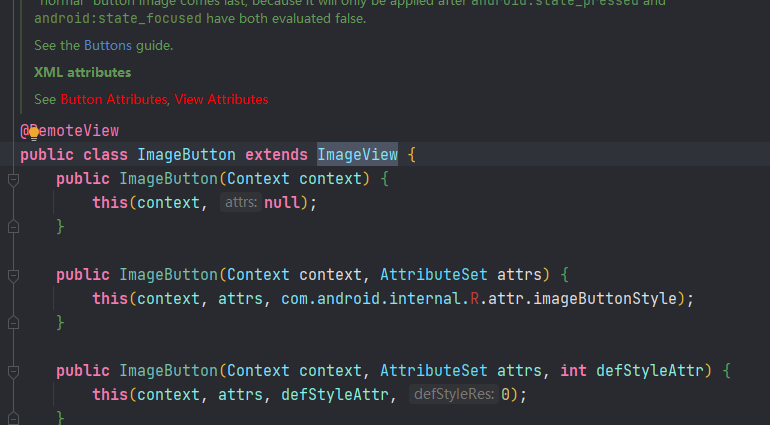 "normal" button image comes last, because it will only be applied after android:state_pressed and
android:state_focused have both evaluated false.
See the Buttons guide.
XML attributes
See Button Attributes, View Attributes
@RemoteView
public class ImageButton extends ImageView {
public ImageButton(Context context) {
this(context, attrs: null);
}
public ImageButton(Context context, AttributeSet attrs) {
this(context, attrs, com.android.internal.R.attr.imageButtonStyle);
}
public ImageButton(Context context, AttributeSet attrs, int defStyleAttr) {
this(context, attrs, defStyleAttr, defStyleRes: 0);
}